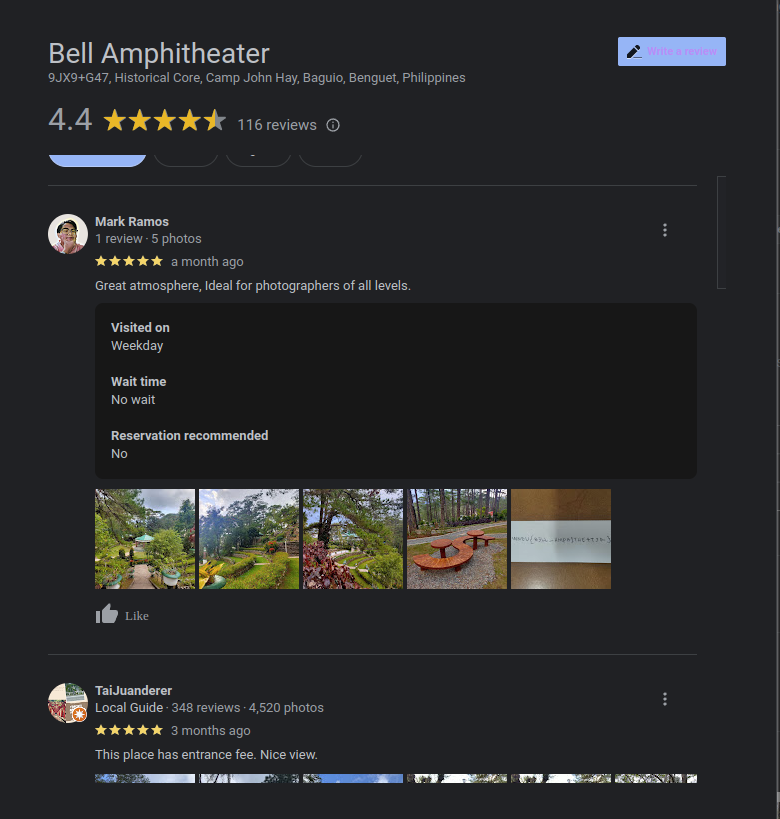 Bell Amphitheater
Write a review
9JX9+G47, Historical Core, Camp John Hay, Baguio, Benguet, Philippines
4.4
116 reviews
Mark Ramos
1 review · 5 photos
a month ago
Great atmosphere, Ideal for photographers of all levels.
Visited on
Weekday
Wait time
No wait
Reservation recommended
No
Like
TaiJuanderer
Local Guide · 348 reviews · 4,520 photos
3 months ago
This place has entrance fee. Nice view.